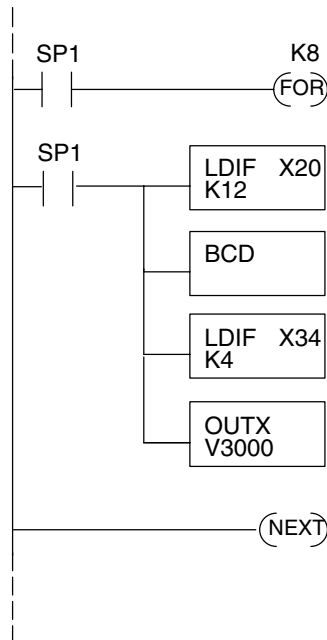 SP1 K8
(FOR)
SP1
LDIF X20
K12
BCD
LDIF X34
K4
OUTX
V3000
(NEXT)